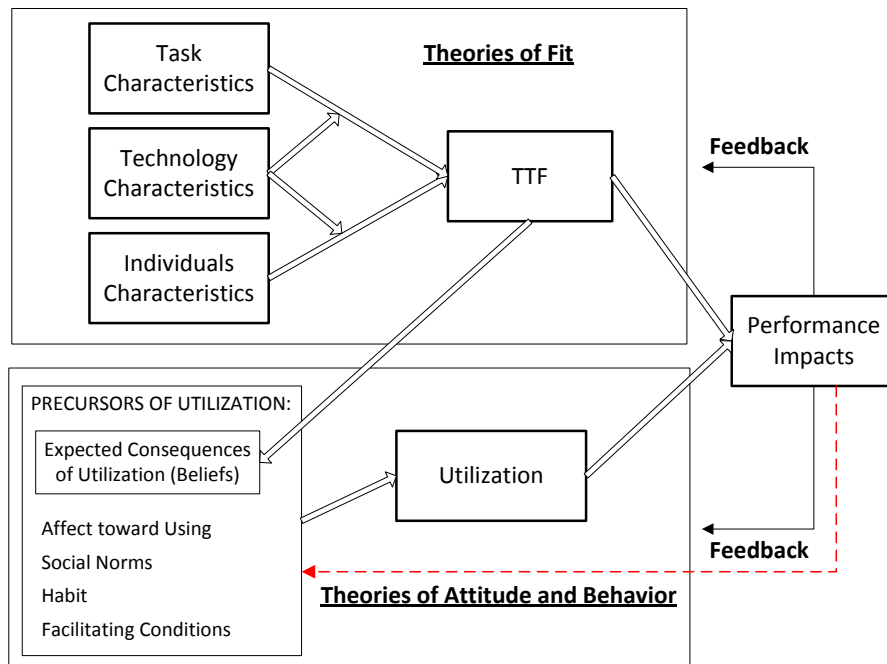 Theories of Fit
Task
Characteristics
Technology
Characteristics
Individuals
Characteristics
TTF
Feedback
Performance
Impacts
PRECURSORS OF UTILIZATION:
Expected Consequences
of Utilization (Beliefs)
Affect toward Using
Social Norms
Habit
Facilitating Conditions
Utilization
Feedback
Theories of Attitude and Behavior